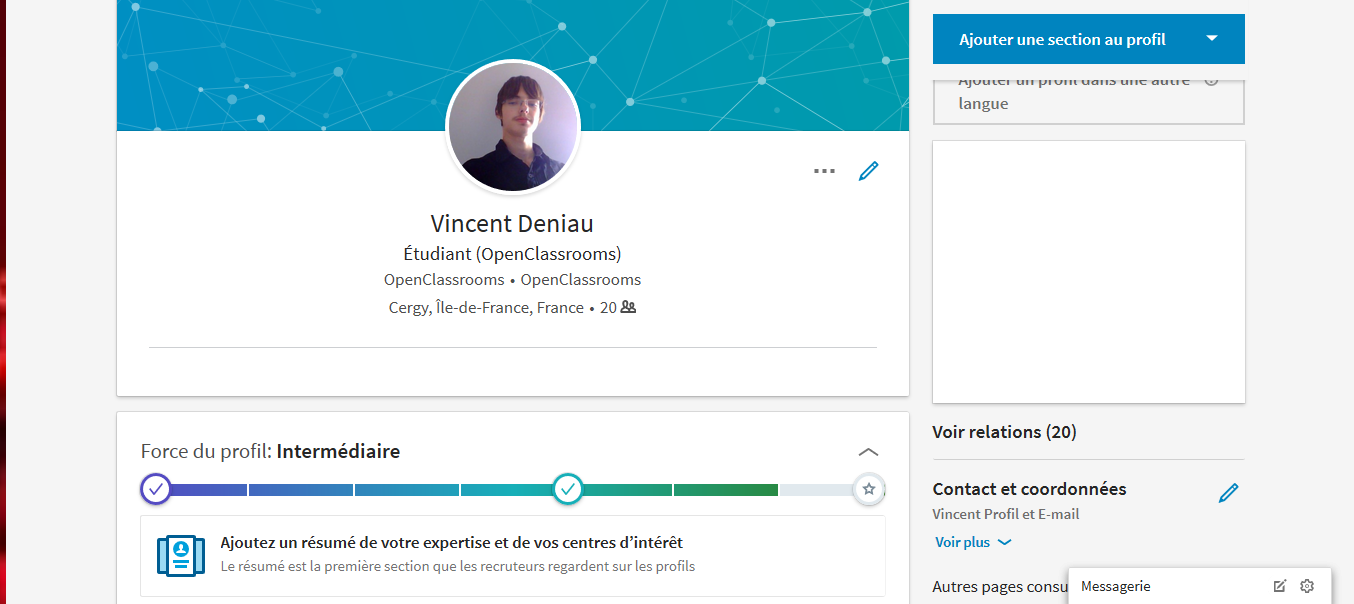 Vincent Deniau
Étudiant (OpenClassrooms)
OpenClassrooms • OpenClassrooms
Cergy, Île-de-France, France • 20
Force du profil: Intermédiaire
Ajoutez un résumé de votre expertise et de vos centres d’intérêt
Le résumé est la première section que les recruteurs regardent sur les profils
Ajouter une section au profil
Ajouter un profil dans une autre
langue
Voir relations (20)
Contact et coordonnées
Vincent Profil et E-mail
Voir plus
Autres pages consu
Messagerie